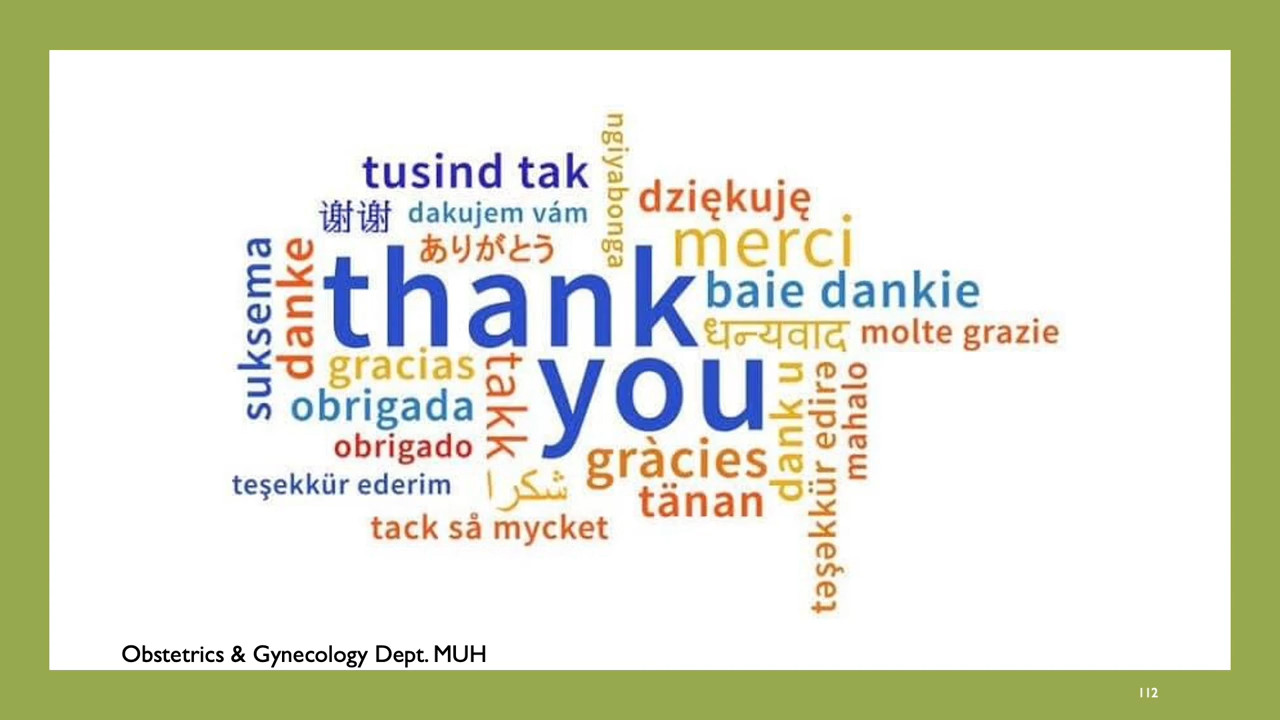 ngiyabonga
tusind tak
dziękuję
谢谢
dakujem vám
merci
ありがとう
suksema
danke
thank
baie dankie
धन्यवाद
molte grazie
gracias
takk
you
dank u
təşəkkür edirə
mahalo
obrigada
obrigado
gràcies
teşekkür ederim
شكرا
tänan
tack så mycket
Obstetrics & Gynecology Dept. MUH
112